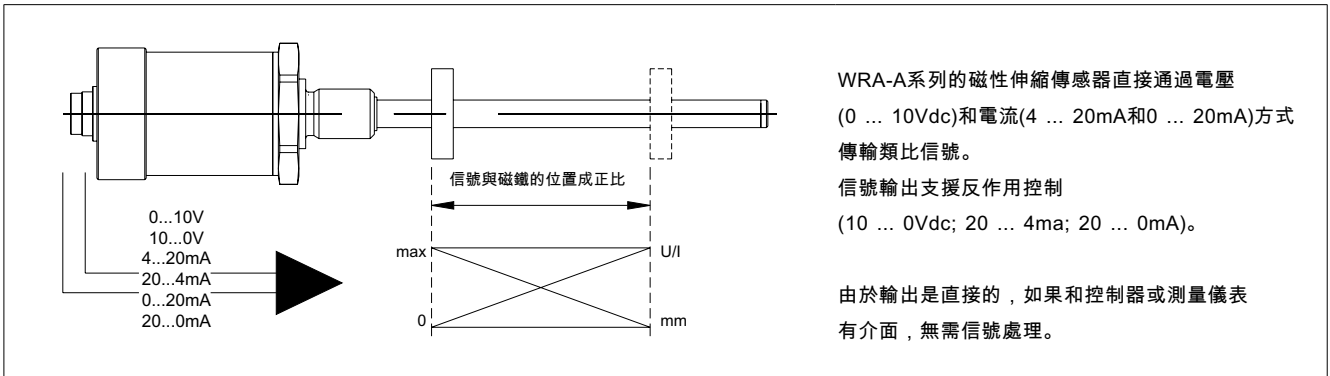 信號與磁鐵的位置成正比
0...10V
10...0V
4...20mA
20...4mA
0...20mA
20...0mA
max
U/I
0
mm
WRA-A系列的磁性伸縮傳感器直接通過電壓
(0 ... 10Vdc)和電流(4 ... 20mA和0 ... 20mA)方式
傳輸類比信號。
信號輸出支援反作用控制
(10 ... 0Vdc; 20 ... 4ma; 20 ... 0mA)。
由於輸出是直接的，如果和控制器或測量儀表
有介面，無需信號處理。